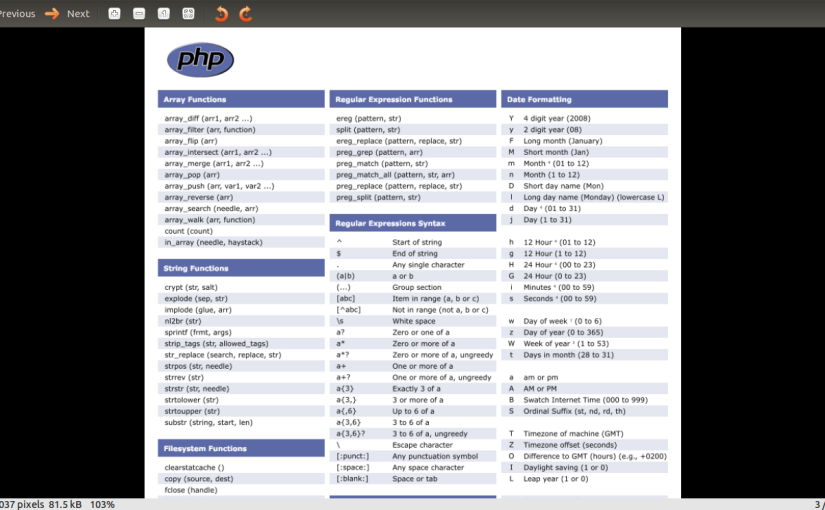 Previous Next
php
Array Functions
array_diff (arr1, arr2 ...)
array_filter (arr, function)
array_flip (arr)
array_intersect (arr1, arr2 ...)
array_merge (arr1, arr2 ...)
array_pop (arr)
array_push (arr, var1, var2 ...)
array_reverse (arr)
array_search (needle, arr)
array_walk (arr, function)
count (count)
in_array (needle, haystack)
String Functions
crypt (str, salt)
explode (sep, str)
implode (glue, arr)
nl2br (str)
sprintf (frmt, args)
strip_tags (str, allowed_tags)
str_replace (search, replace, str)
strpos (str, needle)
strrev (str)
strstr (str, needle)
strtolower (str)
strtoupper (str)
substr (string, start, len)
Filesystem Functions
clearstatcache ()
copy (source, dest)
fclose (handle)
Regular Expression Functions
ereg (pattern, str)
split (pattern, str)
ereg_replace (pattern, replace, str)
preg_grep (pattern, arr)
preg_match (pattern, str)
preg_match_all (pattern, str, arr)
preg_replace (pattern, replace, str)
preg_split (pattern, str)
Regular Expressions Syntax
^ Start of string
$ End of string
. Any single character
(a|b) a or b
(...) Group section
[abc] Item in range (a, b or c)
[^abc] Not in range (not a, b or c)
\s White space
a? Zero or one of a
a* Zero or more of a
a*? Zero or more of a, ungreedy
a+ One or more of a
a+? One or more of a, ungreedy
a{3} Exactly 3 of a
a{3,} 3 or more of a
a{,6} Up to 6 of a
a{3,6} 3 to 6 of a
a{3,6}? 3 to 6 of a, ungreedy
\ Escape character
[:punct:] Any punctuation symbol
[:space:] Any space character
[:blank:] Space or tab
Date Formatting
Y 4 digit year (2008)
y 2 digit year (08)
F Long month (January)
M Short month (Jan)
m Month ⁴ (01 to 12)
n Month (1 to 12)
D Short day name (Mon)
l Long day name (Monday) (lowercase L)
d Day ⁴ (01 to 31)
j Day (1 to 31)
h 12 Hour ⁴ (01 to 12)
g 12 Hour (1 to 12)
H 24 Hour ⁴ (00 to 23)
G 24 Hour (0 to 23)
i Minutes ⁴ (00 to 59)
s Seconds ⁴ (00 to 59)
w Day of week ¹ (0 to 6)
z Day of year (0 to 365)
W Week of year ² (1 to 53)
t Days in month (28 to 31)
a am or pm
A AM or PM
B Swatch Internet Time (000 to 999)
S Ordinal Suffix (st, nd, rd, th)
T Timezone of machine (GMT)
Z Timezone offset (seconds)
O Difference to GMT (hours) (e.g., +0200)
I Daylight saving (1 or 0)
L Leap year (1 or 0)
037 pixels 81.5 kB 103% 3 /